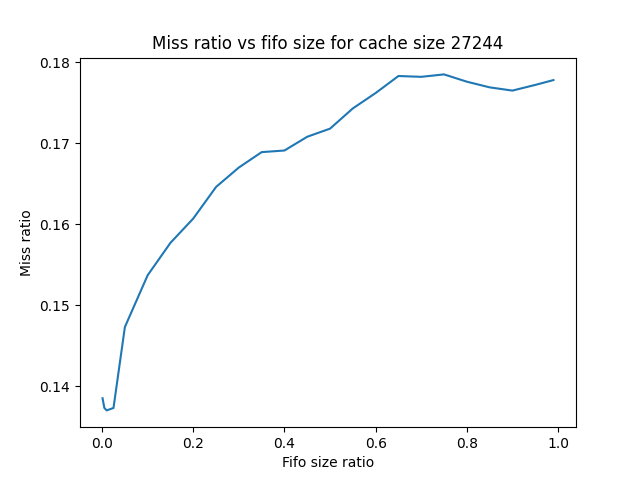 Miss ratio vs fifo size for cache size 27244
0.18
0.17
0.16
0.15
0.14
Miss ratio
0.0 0.2 0.4 0.6 0.8 1.0
Fifo size ratio